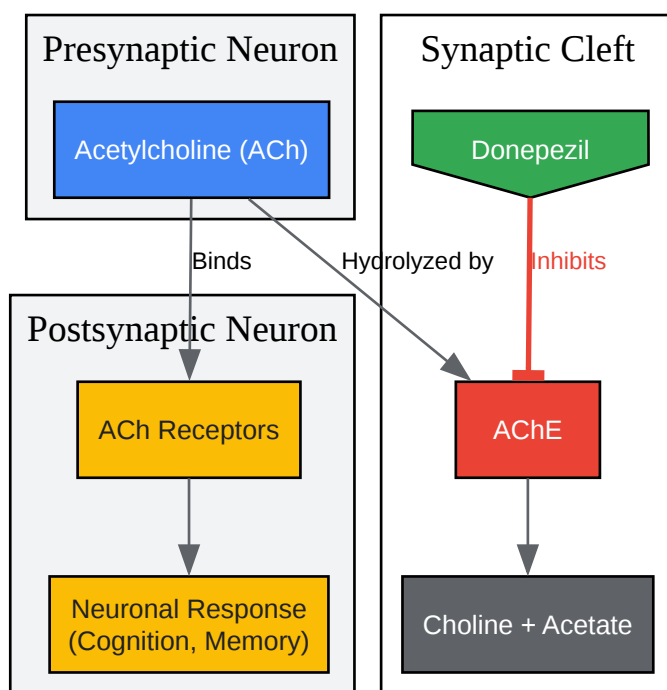 Presynaptic Neuron
Synaptic Cleft
Acetylcholine (ACh)
Donepezil
Binds
Hydrolyzed by
Inhibits
Postsynaptic Neuron
ACh Receptors
AChE
Neuronal Response
(Cognition, Memory)
Choline + Acetate